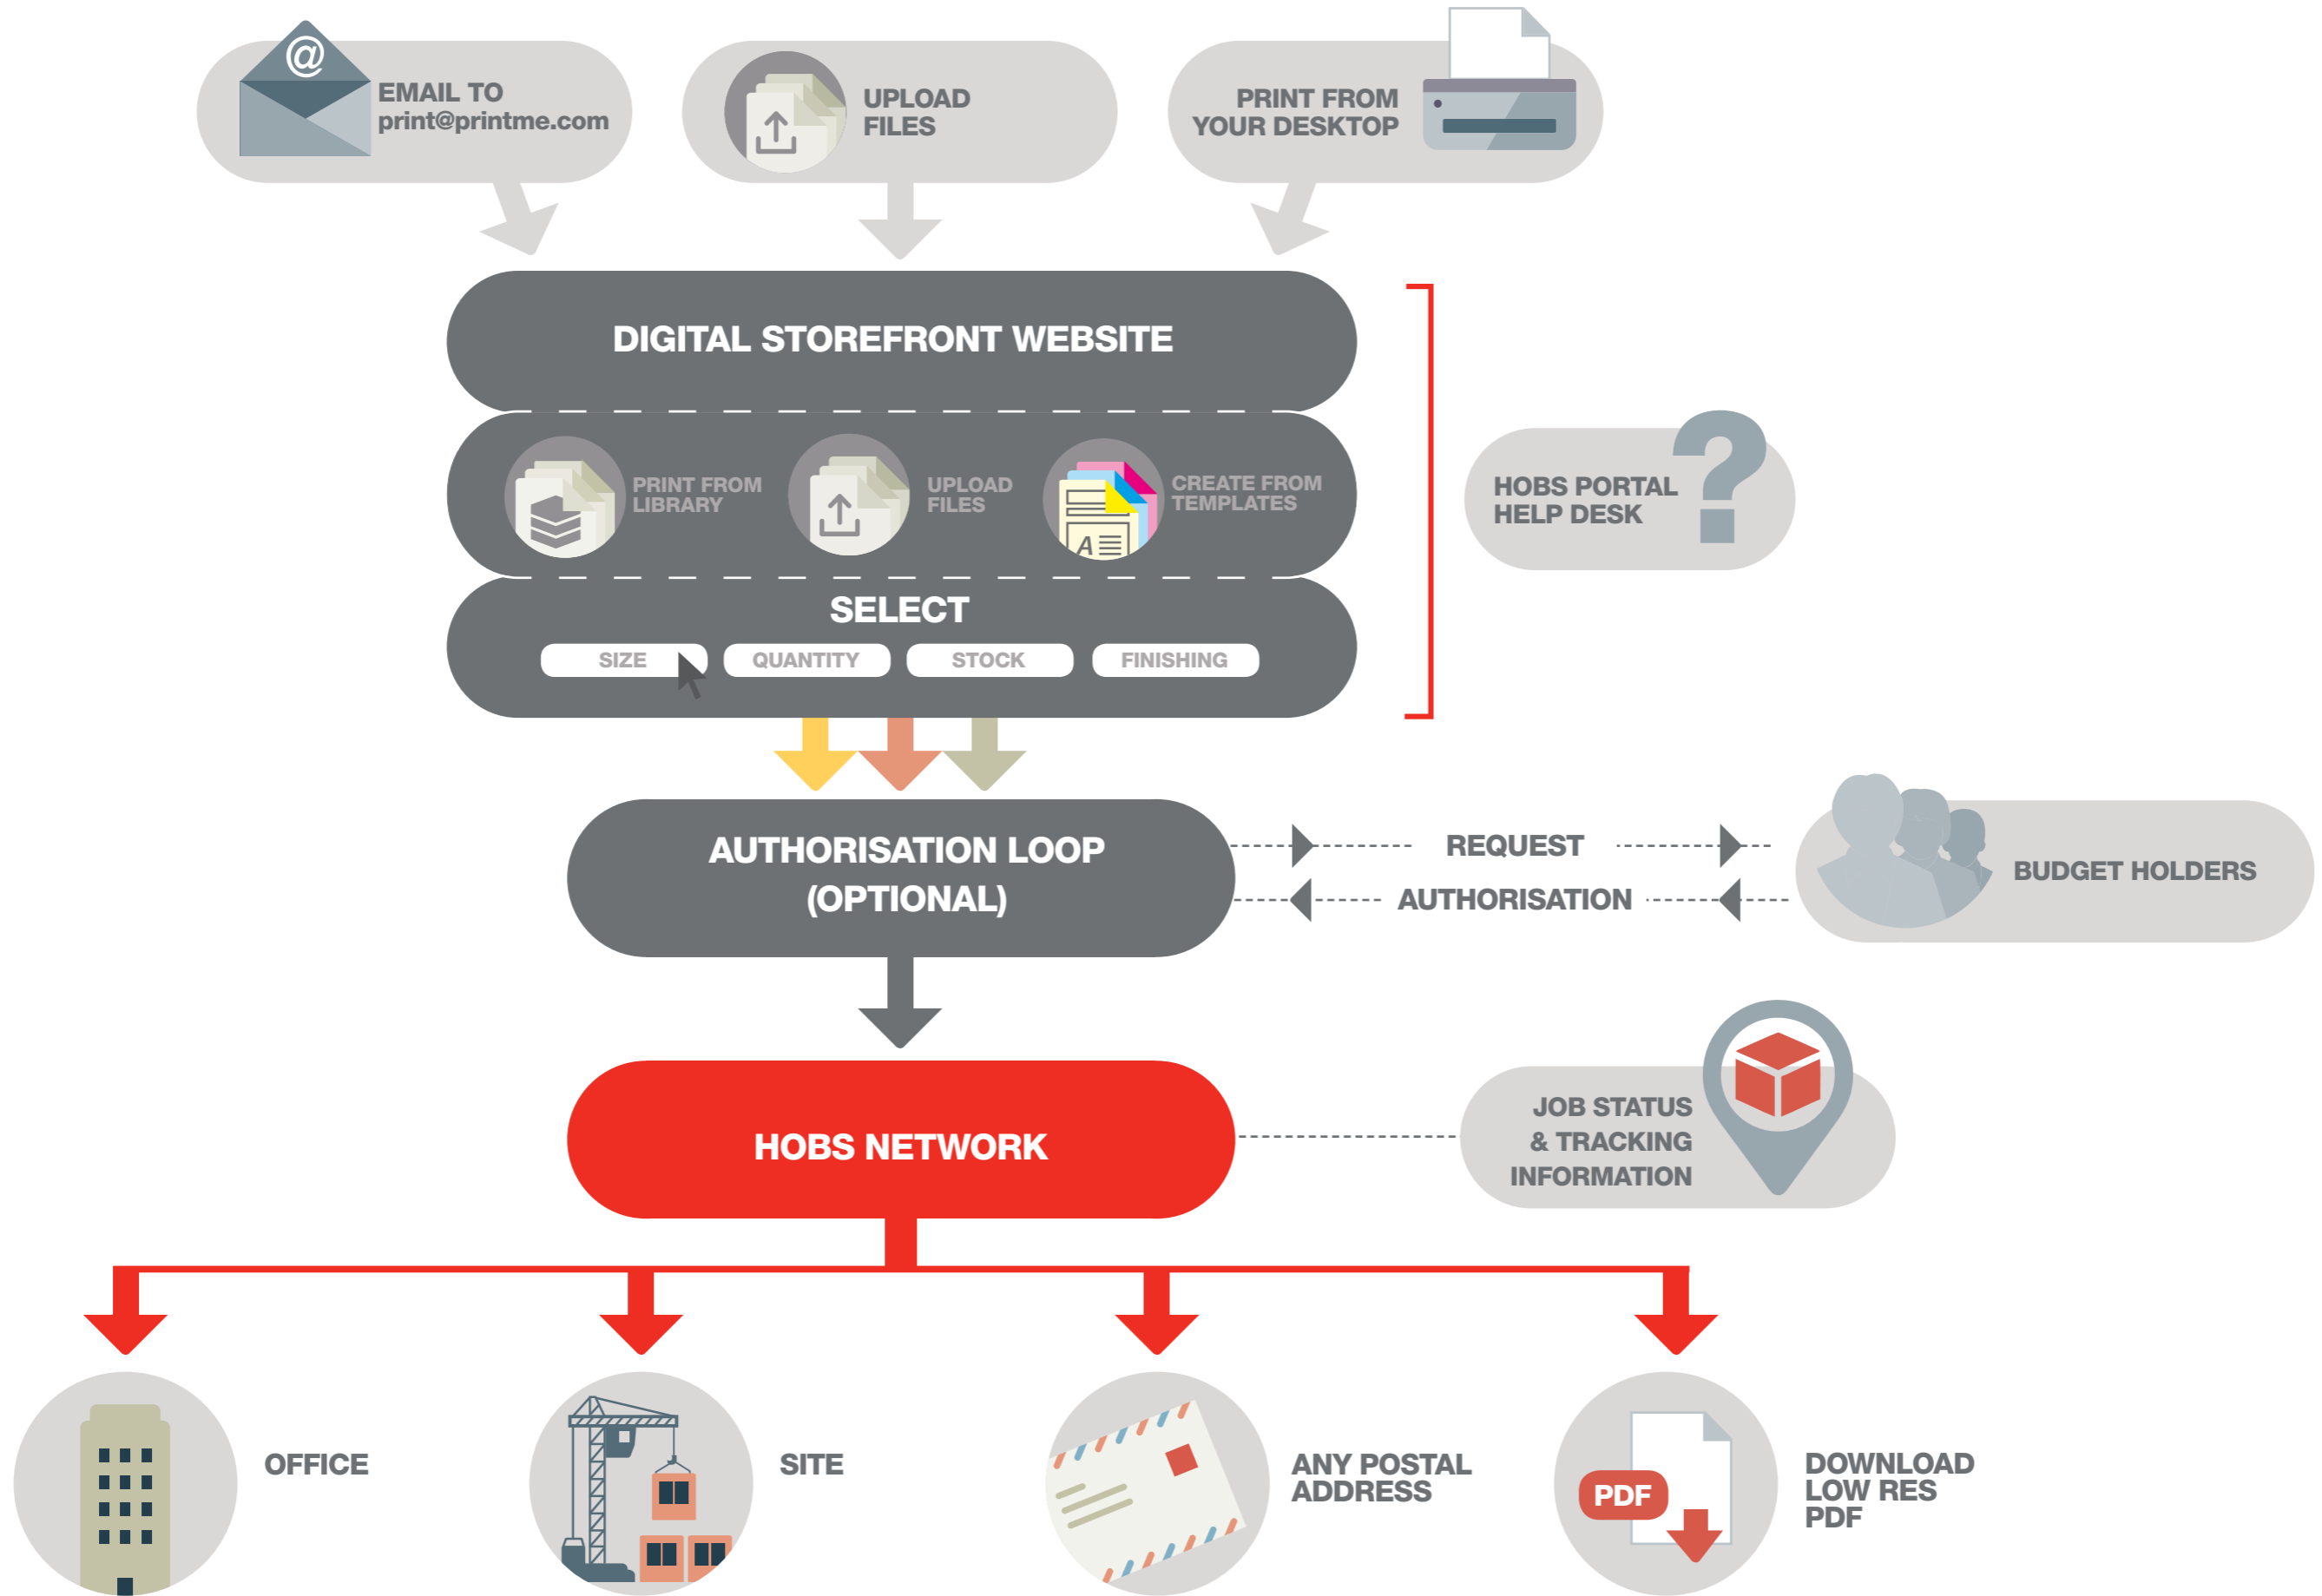 @
EMAIL TO
print@printme.com
UPLOAD
FILES
PRINT FROM
YOUR DESKTOP
DIGITAL STOREFRONT WEBSITE
PRINT FROM
LIBRARY
UPLOAD
FILES
A
CREATE FROM
TEMPLATES
HOBS PORTAL
HELP DESK
?
SELECT
SIZE
QUANTITY
STOCK
FINISHING
AUTHORISATION LOOP
(OPTIONAL)
REQUEST
AUTHORISATION
BUDGET HOLDERS
HOBS NETWORK
JOB STATUS
& TRACKING
INFORMATION
OFFICE
SITE
ANY POSTAL
ADDRESS
PDF
DOWNLOAD
LOW RES
PDF